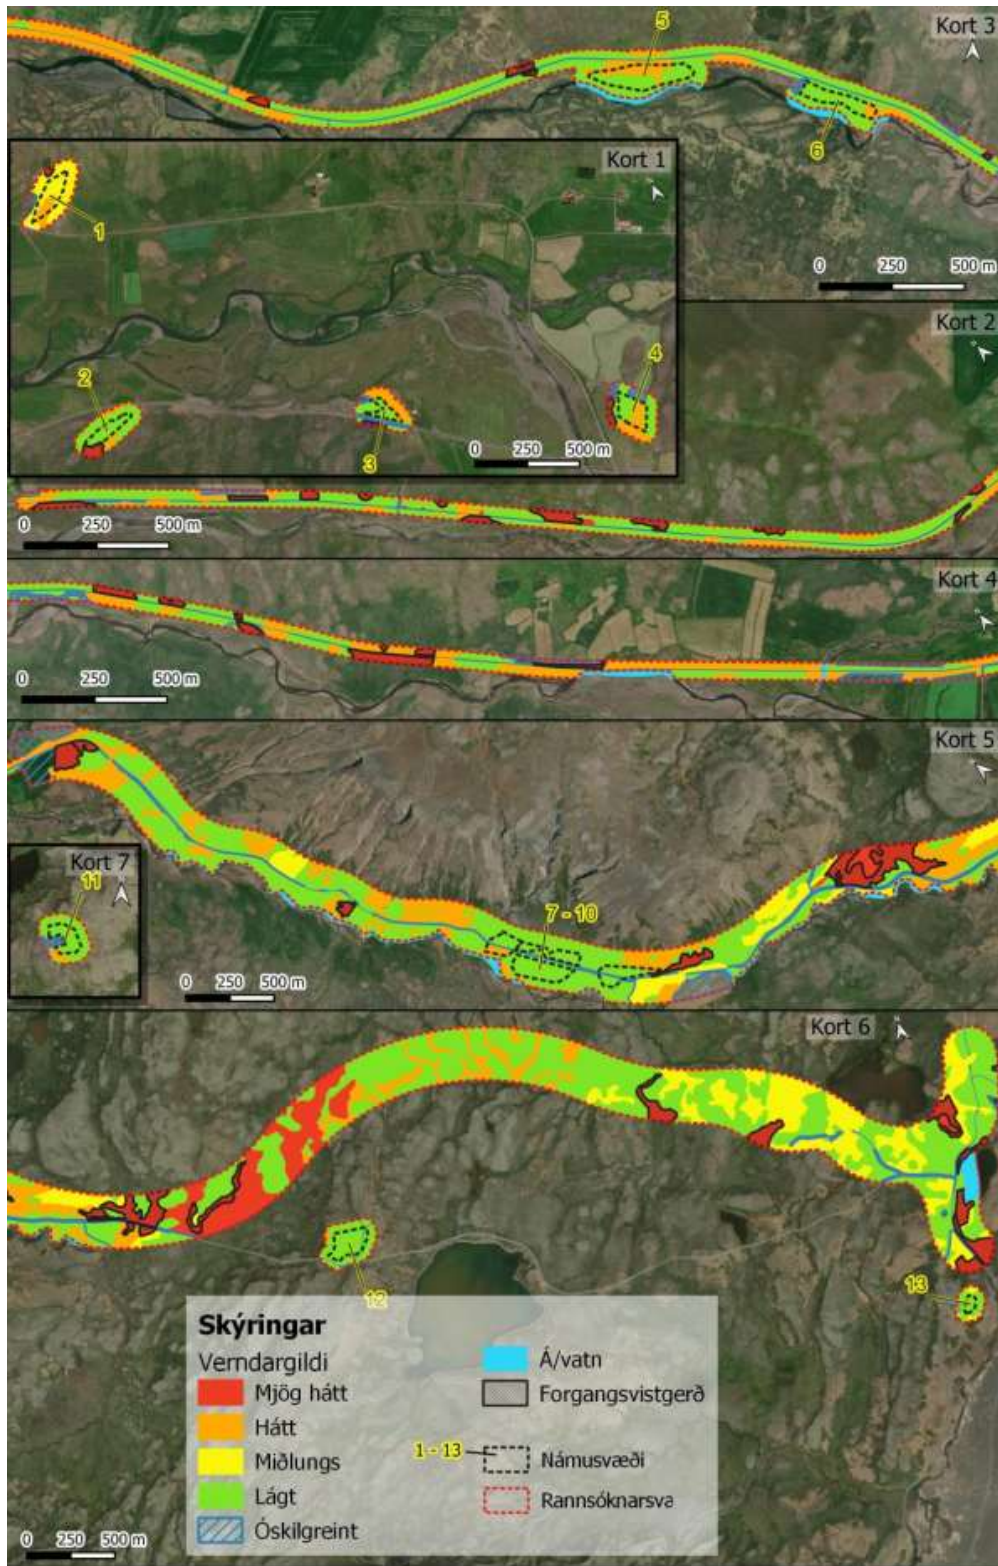 Kort 3
5
6
0 250 500 m
Kort 1
1
2
3
4
0 250 500 m
Kort 2
0 250 500 m
Kort 4
0 250 500 m
Kort 5
7 - 10
0 250 500 m
Kort 7
11
Kort 6
12
13
Skýringar
Verndargildi
Mjög hátt
Hátt
Miðlungs
Lágt
Óskilgreint
Á/vatn
Forgangsvistgerð
1 - 13
Námusvæði
Rannsóknarsva
0 250 500 m